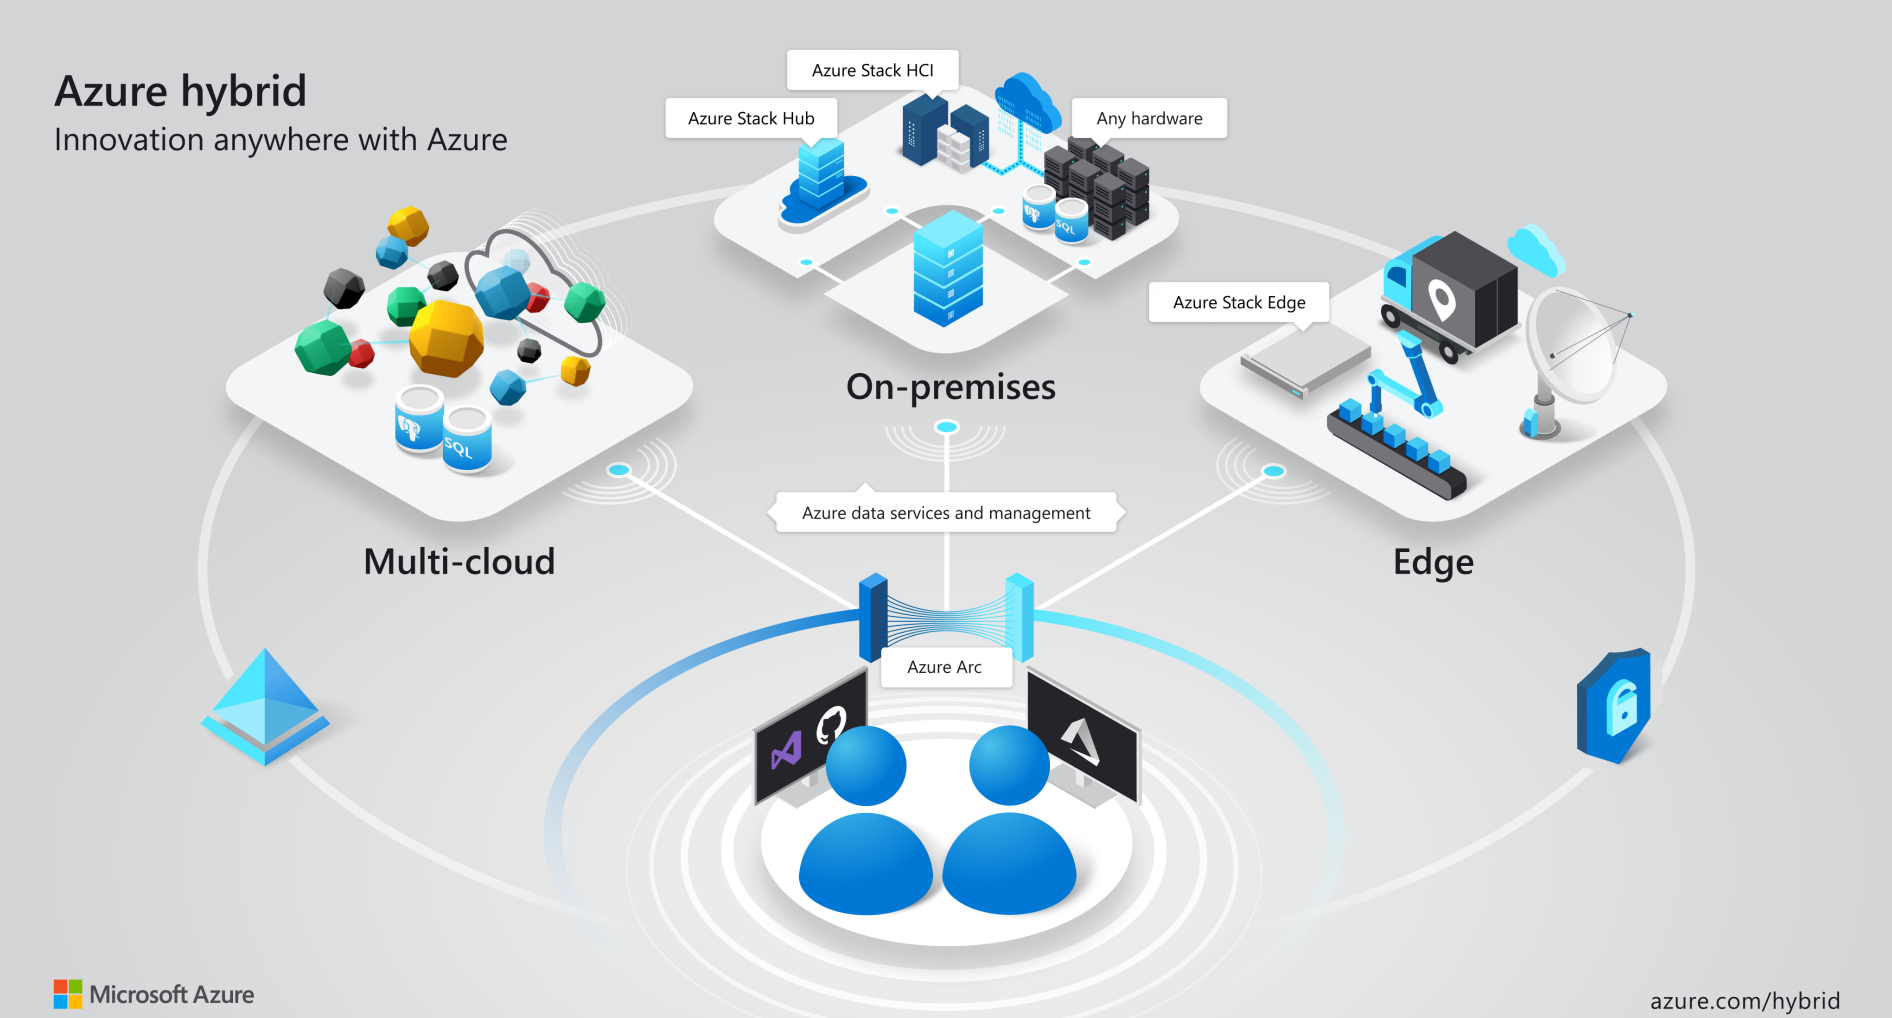 Azure hybrid
Innovation anywhere with Azure
Azure Stack HCI
Azure Stack Hub
Any hardware
SQL
Azure Stack Edge
On-premises
SQL
Azure data services and management
Multi-cloud
Edge
Azure Arc
Microsoft Azure
azure.com/hybrid